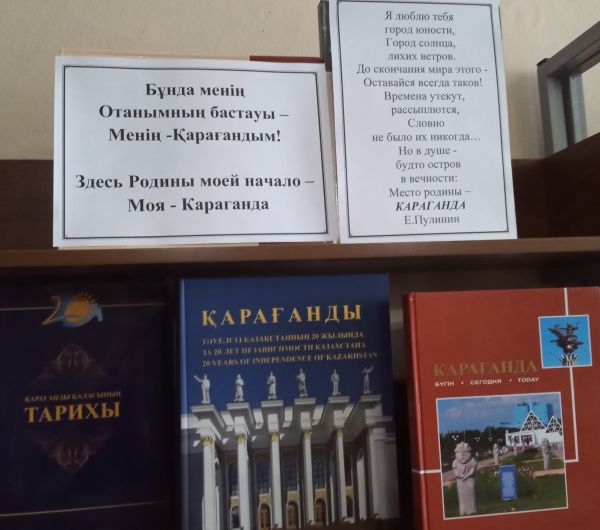 Бұнда менің
Отанымның бастауы –
Менің -Қарағандым!
Здесь Родины моей начало –
Моя - Караганда
Я люблю тебя
город юности,
Город солнца,
лихих ветров.
До скончания мира этого -
Оставайся всегда таков!
Времена утекут,
рассыплются,
Словно
не было их никогда…
Но в душе -
будто остров
в вечности:
Место родины –
КАРАГАНДА
Е.Пулинин
20
ҚАРАҒАНДЫ ҚАЛАСЫНЫҢ
ТАРИХЫ
ҚАРАҒАНДЫ
ТӘУЕЛСІЗ ҚАЗАҚСТАННЫҢ 20 ЖЫЛЫНДА
ЗА 20 ЛЕТ НЕЗАВИСИМОСТИ КАЗАХСТАНА
20 YEARS OF INDEPENDENCE OF KAZAKHSTAN
ҚАРАГАНДА
БҮГІН • СЕГОДНЯ • TODAY